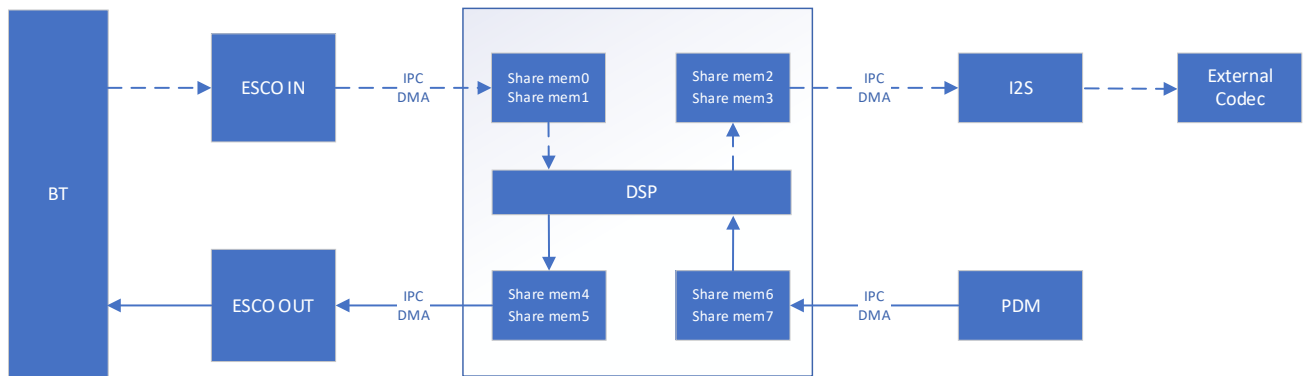 BT
ESCO IN
IPC
DMA
Share mem0
Share mem1
Share mem2
Share mem3
IPC
DMA
I2S
External
Codec
DSP
ESCO OUT
IPC
DMA
Share mem4
Share mem5
Share mem6
Share mem7
IPC
DMA
PDM